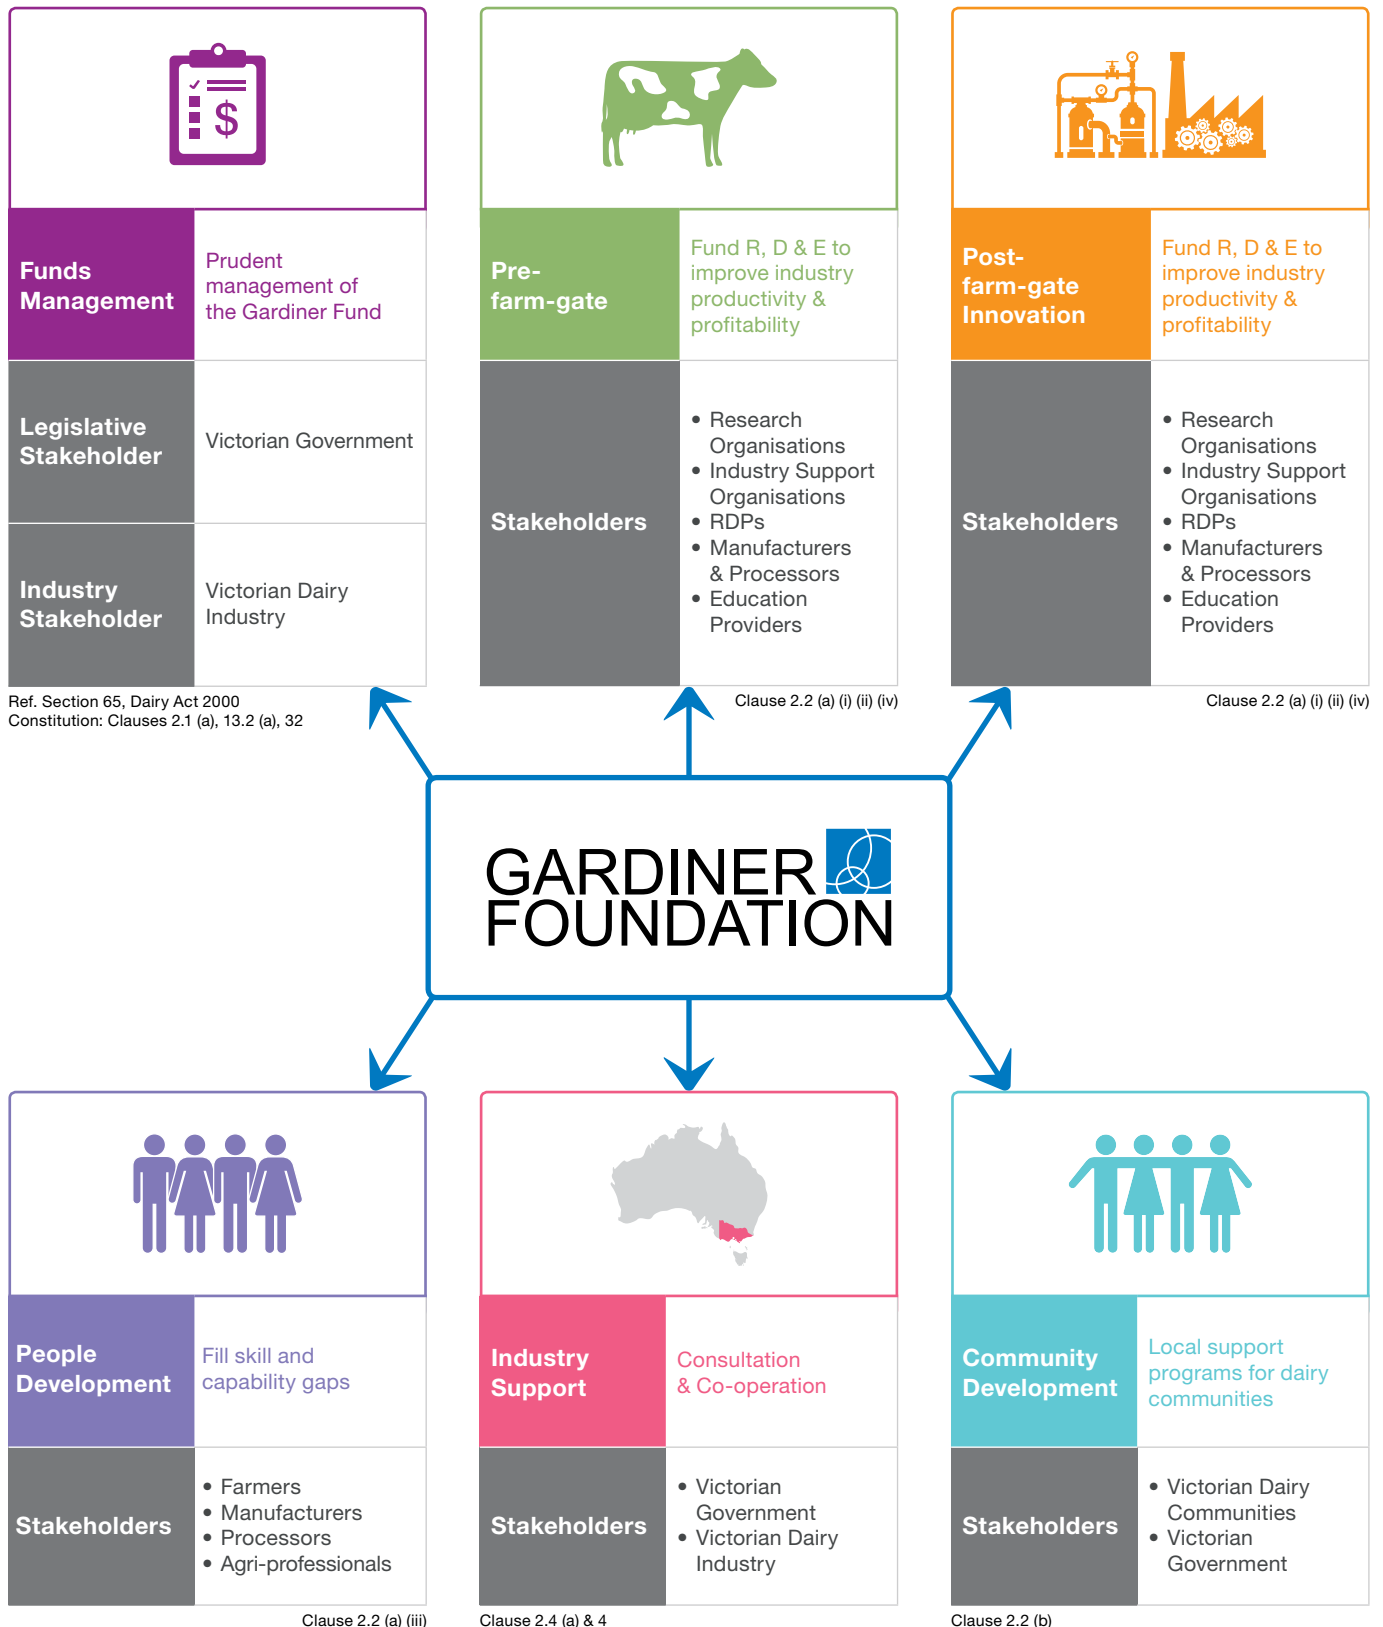 $
Funds
Management
Prudent
management of
the Gardiner Fund
Legislative
Stakeholder
Victorian Government
Industry
Stakeholder
Victorian Dairy
Industry
Ref. Section 65, Dairy Act 2000
Constitution: Clauses 2.1 (a), 13.2 (a), 32
Pre-
farm-gate
Fund R, D & E to
improve industry
productivity &
profitability
Stakeholders
• Research
Organisations
• Industry Support
Organisations
• RDPs
• Manufacturers
& Processors
• Education
Providers
Clause 2.2 (a) (i) (ii) (iv)
Post-
farm-gate
Innovation
Fund R, D & E to
improve industry
productivity &
profitability
Stakeholders
• Research
Organisations
• Industry Support
Organisations
• RDPs
• Manufacturers
& Processors
• Education
Providers
Clause 2.2 (a) (i) (ii) (iv)
GARDINER
FOUNDATION
People
Development
Fill skill and
capability gaps
Stakeholders
• Farmers
• Manufacturers
• Processors
• Agri-professionals
Clause 2.2 (a) (iii)
Industry
Support
Consultation
& Co-operation
Stakeholders
• Victorian
Government
• Victorian Dairy
Industry
Clause 2.4 (a) & 4
Community
Development
Local support
programs for dairy
communities
Stakeholders
• Victorian Dairy
Communities
• Victorian
Government
Clause 2.2 (b)